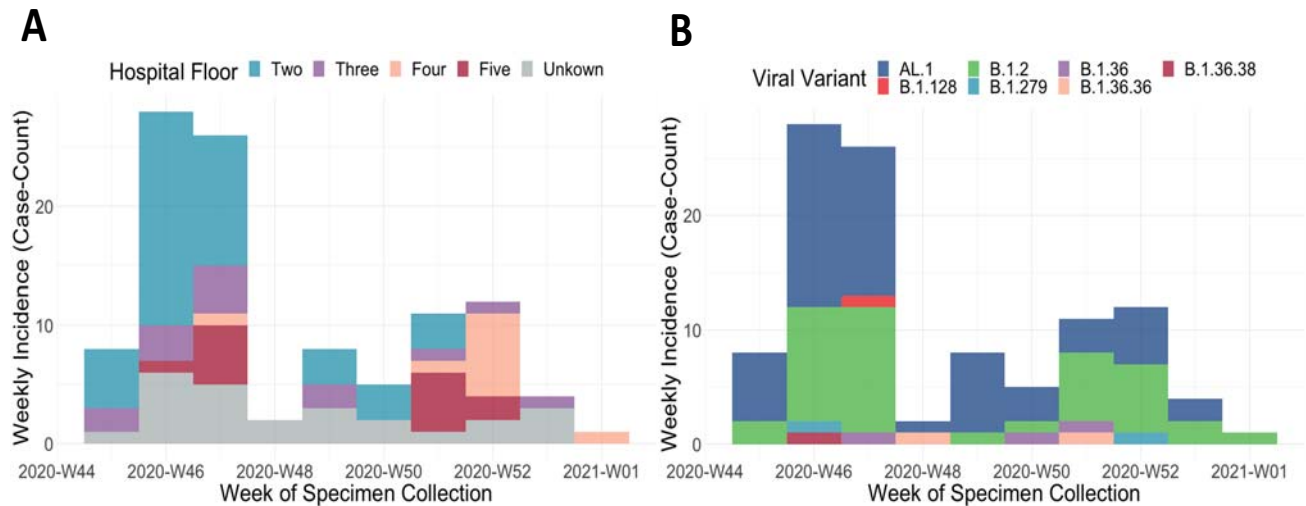 A
Hospital Floor Two Three Four Five Unkown
Weekly Incidence (Case-Count)
20
10
0
2020-W44 2020-W46 2020-W48 2020-W50 2020-W52 2021-W01
Week of Specimen Collection
B
Viral Variant AL.1 B.1.2 B.1.36 B.1.36.38
B.1.128 B.1.279 B.1.36.36
Weekly Incidence (Case-Count)
20
10
0
2020-W44 2020-W46 2020-W48 2020-W50 2020-W52 2021-W01
Week of Specimen Collection